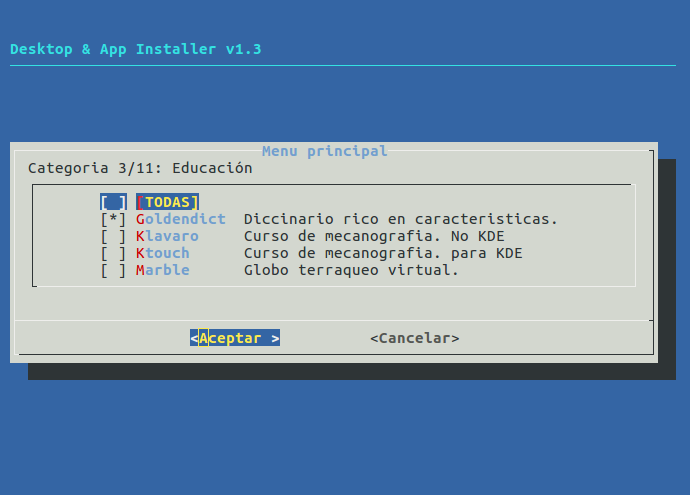 Desktop & App Installer v1.3
Menu principal
Categoria 3/11: Educación
[ ] [TODAS]
[*] Goldendict Diccinario rico en caracteristicas.
[ ] Klavaro Curso de mecanografia. No KDE
[ ] Ktouch Curso de mecanografia. para KDE
[ ] Marble Globo terraqueo virtual.
<Aceptar > <Cancelar>